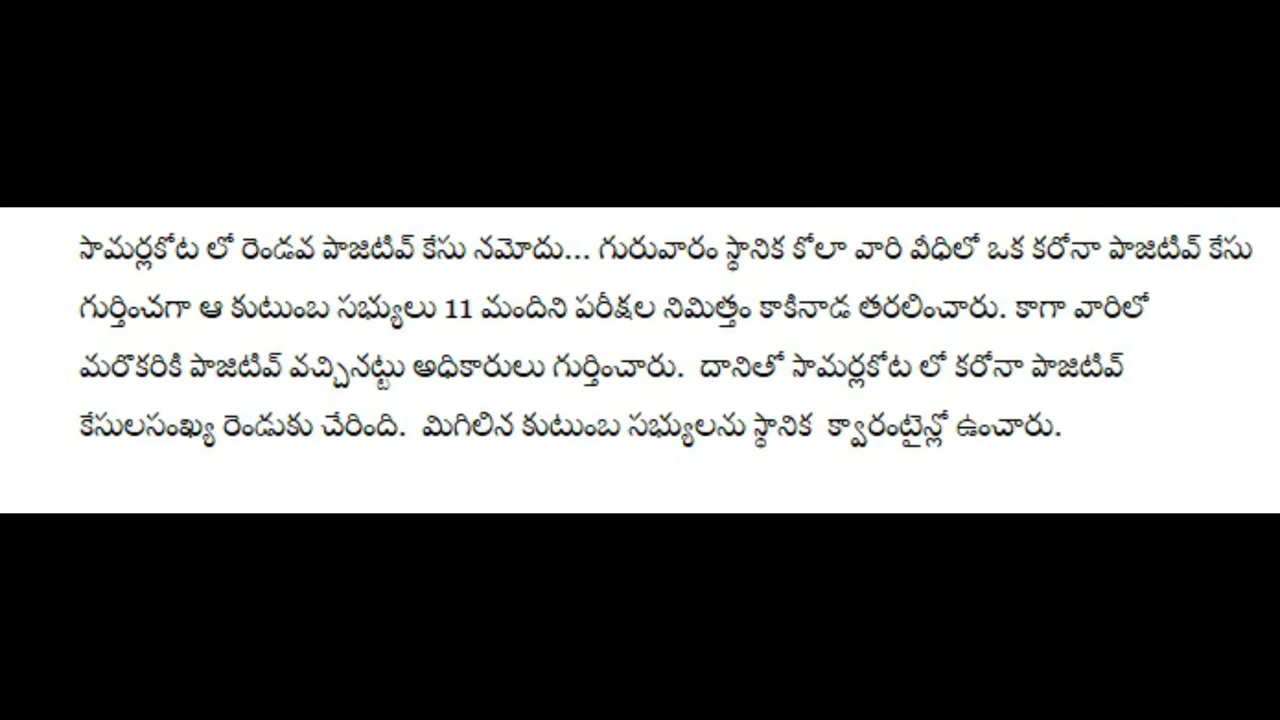 సామర్లకోట లో రెండవ పాజిటివ్ కేసు నమోదు... గురువారం స్థానిక కోలా వారి వీధిలో ఒక కరోనా పాజిటివ్ కేసు
గుర్తించగా ఆ కుటుంబ సభ్యులు 11 మందిని పరీక్షల నిమిత్తం కాకినాడ తరలించారు. కాగా వారిలో
మరొకరికి పాజిటివ్ వచ్చినట్టు అధికారులు గుర్తించారు.  దానితో సామర్లకోట లో కరోనా పాజిటివ్
కేసులసంఖ్య రెండుకు చేరింది.  మిగిలిన కుటుంబ సభ్యులను స్థానిక  క్వారంటైన్లో ఉంచారు.